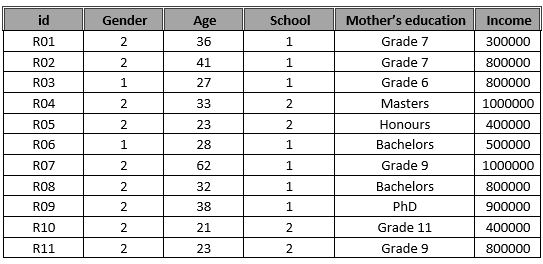 id Gender Age School Mother’s education Income
R01 2 36 1 Grade 7 300000
R02 2 41 1 Grade 7 800000
R03 1 27 1 Grade 6 800000
R04 2 33 2 Masters 1000000
R05 2 23 2 Honours 400000
R06 1 28 1 Bachelors 500000
R07 2 62 1 Grade 9 1000000
R08 2 32 1 Bachelors 800000
R09 2 38 1 PhD 900000
R10 2 21 2 Grade 11 400000
R11 2 23 2 Grade 9 800000